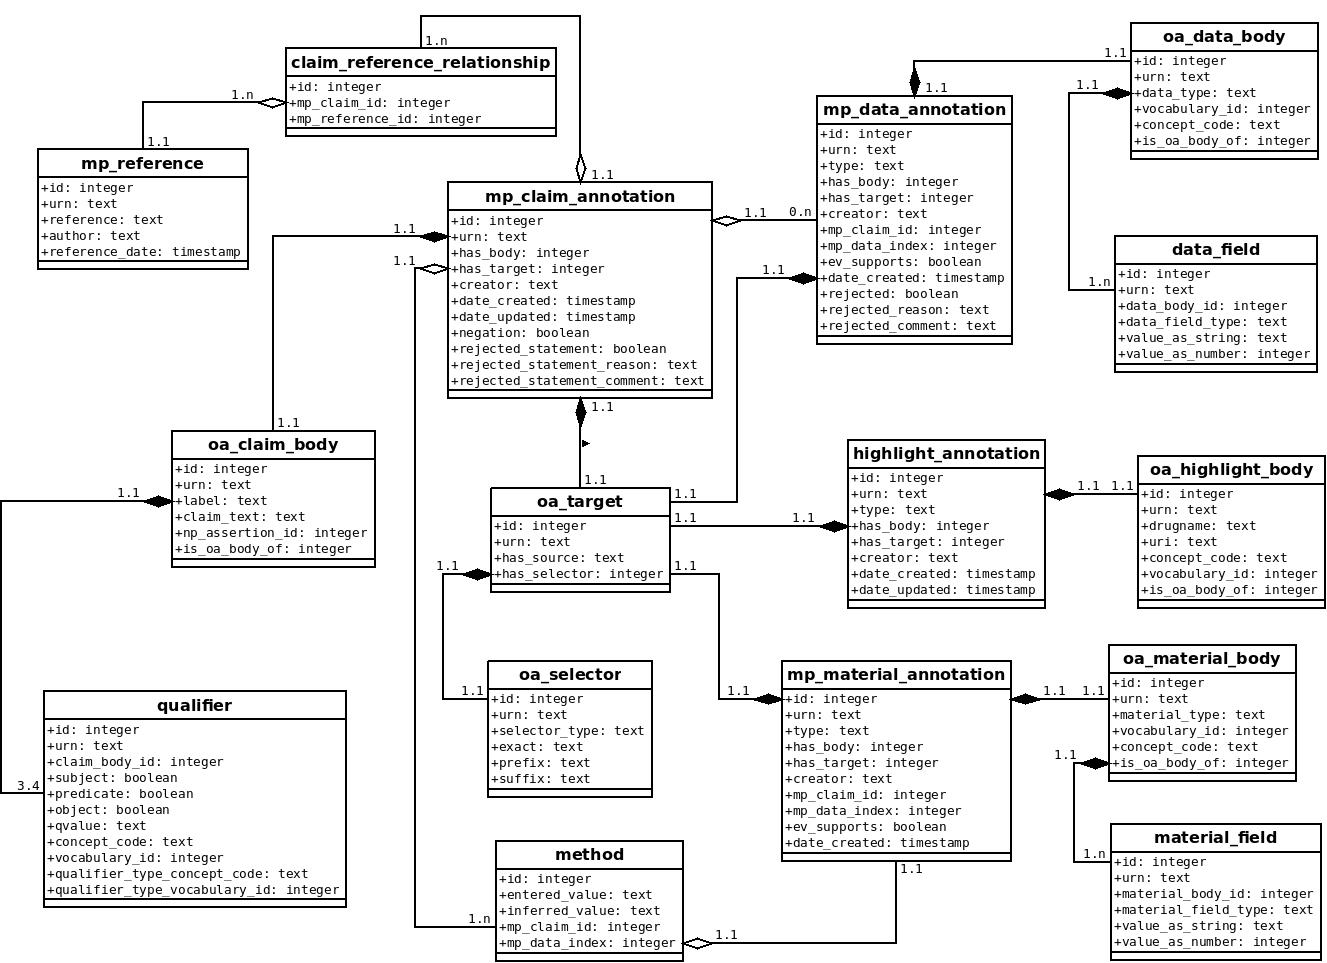 claim_reference_relationship
+id: integer
+mp_claim_id: integer
+mp_reference_id: integer
1.n
1.n
1.1
mp_reference
+id: integer
+urn: text
+reference: text
+author: text
+reference_date: timestamp
1.1
mp_claim_annotation
+id: integer
+urn: text
+has_body: integer
+has_target: integer
+creator: text
+date_created: timestamp
+date_updated: timestamp
+negation: boolean
+rejected_statement: boolean
+rejected_statement_reason: text
+rejected_statement_comment: text
1.1
1.1
1.1
0.n
1.1
1.1
mp_data_annotation
+id: integer
+urn: text
+type: text
+has_body: integer
+has_target: integer
+creator: text
+mp_claim_id: integer
+mp_data_index: integer
+ev_supports: boolean
+date_created: timestamp
+rejected: boolean
+rejected_reason: text
+rejected_comment: text
1.1
1.1
oa_data_body
+id: integer
+urn: text
+data_type: text
+vocabulary_id: integer
+concept_code: text
+is_oa_body_of: integer
1.1
1.1
data_field
+id: integer
+urn: text
+data_body_id: integer
+data_field_type: text
+value_as_string: text
+value_as_number: integer
1.n
1.1
oa_claim_body
+id: integer
+urn: text
+label: text
+claim_text: text
+np_assertion_id: integer
+is_oa_body_of: integer
1.1
1.1
oa_target
+id: integer
+urn: text
+has_source: text
+has_selector: integer
1.1
1.1
1.1
1.1
1.1
highlight_annotation
+id: integer
+urn: text
+type: text
+has_body: integer
+has_target: integer
+creator: text
+date_created: timestamp
+date_updated: timestamp
1.1
1.1
oa_highlight_body
+id: integer
+urn: text
+drugname: text
+uri: text
+concept_code: text
+vocabulary_id: integer
+is_oa_body_of: integer
qualifier
+id: integer
+urn: text
+claim_body_id: integer
+subject: boolean
+predicate: boolean
+object: boolean
+qvalue: text
+concept_code: text
+vocabulary_id: integer
+qualifier_type_concept_code: text
+qualifier_type_vocabulary_id: integer
3.4
oa_selector
+id: integer
+urn: text
+selector_type: text
+exact: text
+prefix: text
+suffix: text
1.1
1.1
mp_material_annotation
+id: integer
+urn: text
+type: text
+has_body: integer
+has_target: integer
+creator: text
+mp_claim_id: integer
+mp_data_index: integer
+ev_supports: boolean
+date_created: timestamp
1.1
1.1
1.1
oa_material_body
+id: integer
+urn: text
+material_type: text
+vocabulary_id: integer
+concept_code: text
+is_oa_body_of: integer
1.1
method
+id: integer
+entered_value: text
+inferred_value: text
+mp_claim_id: integer
+mp_data_index: integer
1.n
1.1
material_field
+id: integer
+urn: text
+material_body_id: integer
+material_field_type: text
+value_as_string: text
+value_as_number: integer
1.n